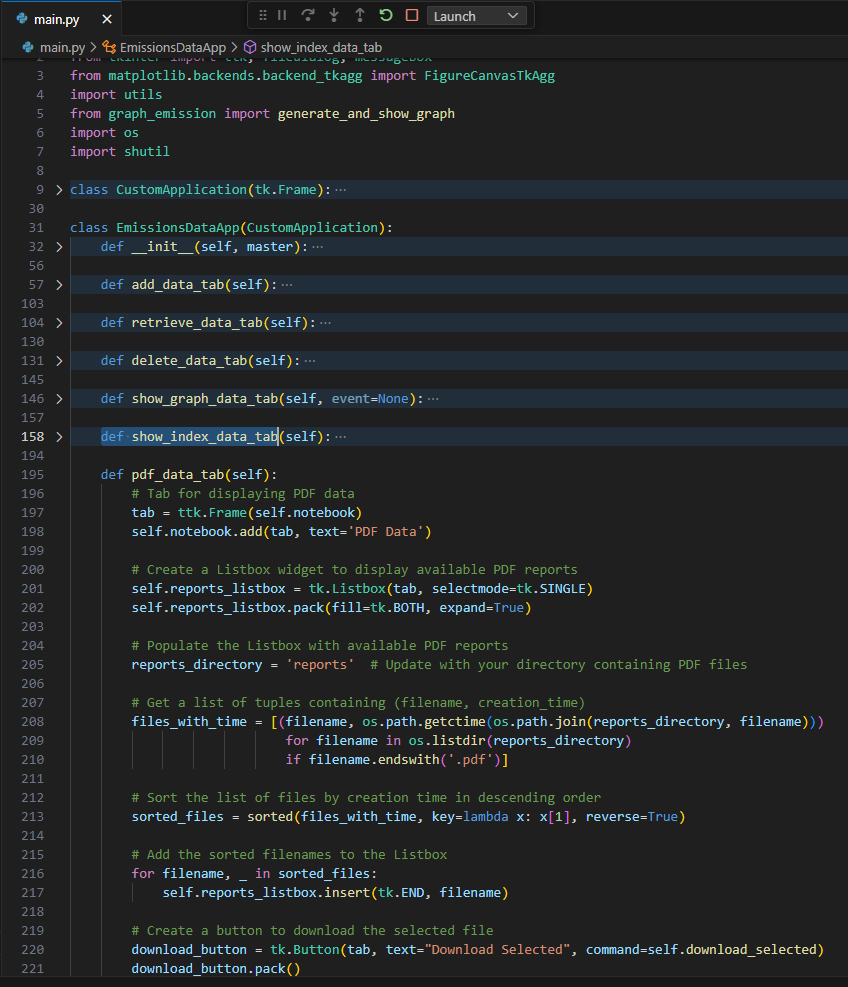 main.py
Launch
main.py > EmissionsDataApp > show_index_data_tab
2 from tkinter import ttk, filedialog, messagebox
3 from matplotlib.backends.backend_tkagg import FigureCanvasTkAgg
4 import utils
5 from graph_emission import generate_and_show_graph
6 import os
7 import shutil
8
9 class CustomApplication(tk.Frame): ···
30
31 class EmissionsDataApp(CustomApplication):
32     def __init__(self, master): ···
56
57     def add_data_tab(self): ···
103
104     def retrieve_data_tab(self): ···
130
131     def delete_data_tab(self): ···
145
146     def show_graph_data_tab(self, event=None): ···
157
158     def show_index_data_tab(self): ···
194
195     def pdf_data_tab(self):
196         # Tab for displaying PDF data
197         tab = ttk.Frame(self.notebook)
198         self.notebook.add(tab, text='PDF Data')
199
200         # Create a Listbox widget to display available PDF reports
201         self.reports_listbox = tk.Listbox(tab, selectmode=tk.SINGLE)
202         self.reports_listbox.pack(fill=tk.BOTH, expand=True)
203
204         # Populate the Listbox with available PDF reports
205         reports_directory = 'reports'  # Update with your directory containing PDF files
206
207         # Get a list of tuples containing (filename, creation_time)
208         files_with_time = [(filename, os.path.getctime(os.path.join(reports_directory, filename)))
209                             for filename in os.listdir(reports_directory)
210                             if filename.endswith('.pdf')]
211
212         # Sort the list of files by creation time in descending order
213         sorted_files = sorted(files_with_time, key=lambda x: x[1], reverse=True)
214
215         # Add the sorted filenames to the Listbox
216         for filename, _ in sorted_files:
217             self.reports_listbox.insert(tk.END, filename)
218
219         # Create a button to download the selected file
220         download_button = tk.Button(tab, text="Download Selected", command=self.download_selected)
221         download_button.pack()